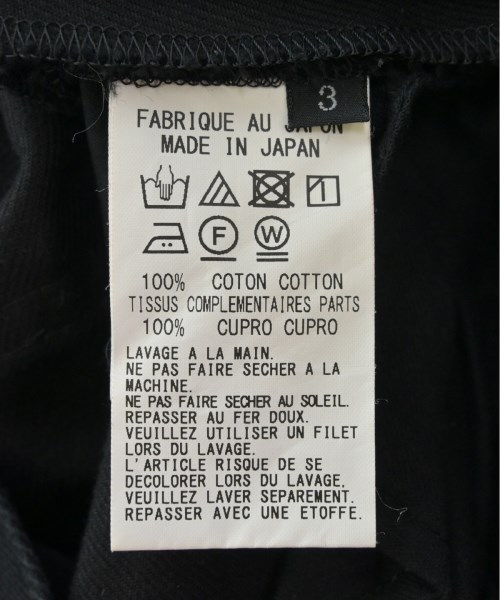 3
FABRIQUE AU JAPON
MADE IN JAPAN
F
W
100% COTON COTTON
TISSUS COMPLEMENTAIRES PARTS
100% CUPRO CUPRO
LAVAGE A LA MAIN.
NE PAS FAIRE SECHER A LA
MACHINE.
NE PAS FAIRE SECHER AU SOLEIL.
REPASSER AU FER DOUX.
VEUILLEZ UTILISER UN FILET
LORS DU LAVAGE.
L'ARTICLE RISQUE DE SE
DECOLORER LORS DU LAVAGE,
VEUILLEZ LAVER SEPAREMENT.
REPASSER AVEC UNE ETOFFE.